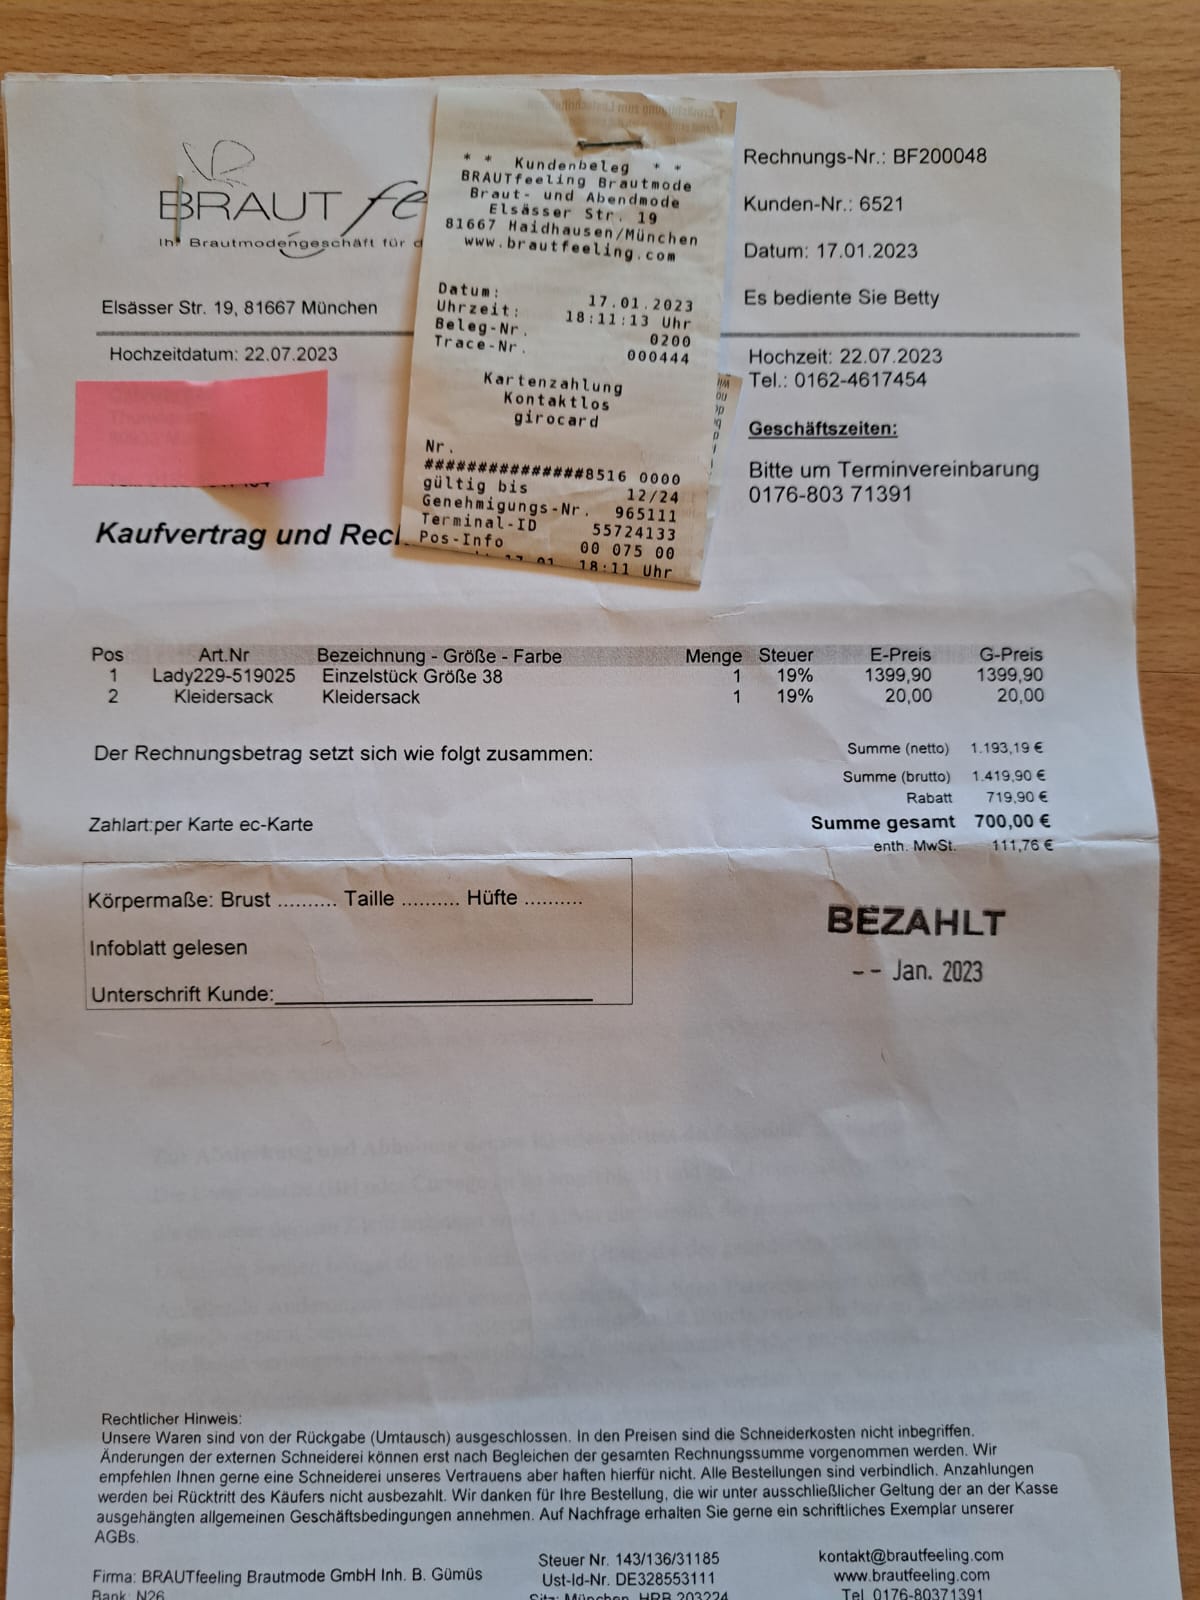 BRAUT fe
Ihr Brautmodengeschäft für d
Elsässer Str. 19, 81667 München
* * Kundenbeleg * *
BRAUTfeeling Brautmode
Braut- und Abendmode
Elsässer Str. 19
81667 Haidhausen/München
www.brautfeeling.com
Datum: 17.01.2023
Uhrzeit: 18:11:13 Uhr
Beleg-Nr. 0200
Trace-Nr. 000444
Kartenzahlung
Kontaktlos
girocard
Nr.
##############8516 0000
gültig bis 12/24
Genehmigungs-Nr. 965111
Terminal-ID 55724133
Pos-Info 00 075 00
17.01. 18:11 Uhr
Rechnungs-Nr.: BF200048
Kunden-Nr.: 6521
Datum: 17.01.2023
Es bediente Sie Betty
Hochzeitdatum: 22.07.2023
Hochzeit: 22.07.2023
Tel.: 0162-4617454
Geschäftszeiten:
Bitte um Terminvereinbarung
0176-803 71391
Kaufvertrag und Rec
Pos Art.Nr Bezeichnung - Größe - Farbe Menge Steuer E-Preis G-Preis
1 Lady229-519025 Einzelstück Größe 38 1 19% 1399,90 1399,90
2 Kleidersack Kleidersack 1 19% 20,00 20,00
Der Rechnungsbetrag setzt sich wie folgt zusammen:
Summe (netto) 1.193,19 €
Summe (brutto) 1.419,90 €
Rabatt 719,90 €
Zahlart:per Karte ec-Karte
Summe gesamt 700,00 €
enth. MwSt. 111,76 €
Körpermaße: Brust .......... Taille .......... Hüfte ..........
Infoblatt gelesen
Unterschrift Kunde:
BEZAHLT
-- Jan. 2023
Rechtlicher Hinweis:
Unsere Waren sind von der Rückgabe (Umtausch) ausgeschlossen. In den Preisen sind die Schneiderkosten nicht inbegriffen.
Änderungen der externen Schneiderei können erst nach Begleichen der gesamten Rechnungssumme vorgenommen werden. Wir
empfehlen Ihnen gerne eine Schneiderei unseres Vertrauens aber haften hierfür nicht. Alle Bestellungen sind verbindlich. Anzahlungen
werden bei Rücktritt des Käufers nicht ausbezahlt. Wir danken für Ihre Bestellung, die wir unter ausschließlicher Geltung der an der Kasse
ausgehängten allgemeinen Geschäftsbedingungen annehmen. Auf Nachfrage erhalten Sie gerne ein schriftliches Exemplar unserer
AGBs.
Firma: BRAUTfeeling Brautmode GmbH Inh. B. Gümüs
Bank: N26
Steuer Nr. 143/136/31185
Ust-Id-Nr. DE328553111
Sitz: München, HRB 203224
kontakt@brautfeeling.com
www.brautfeeling.com
Tel. 0176-80371391